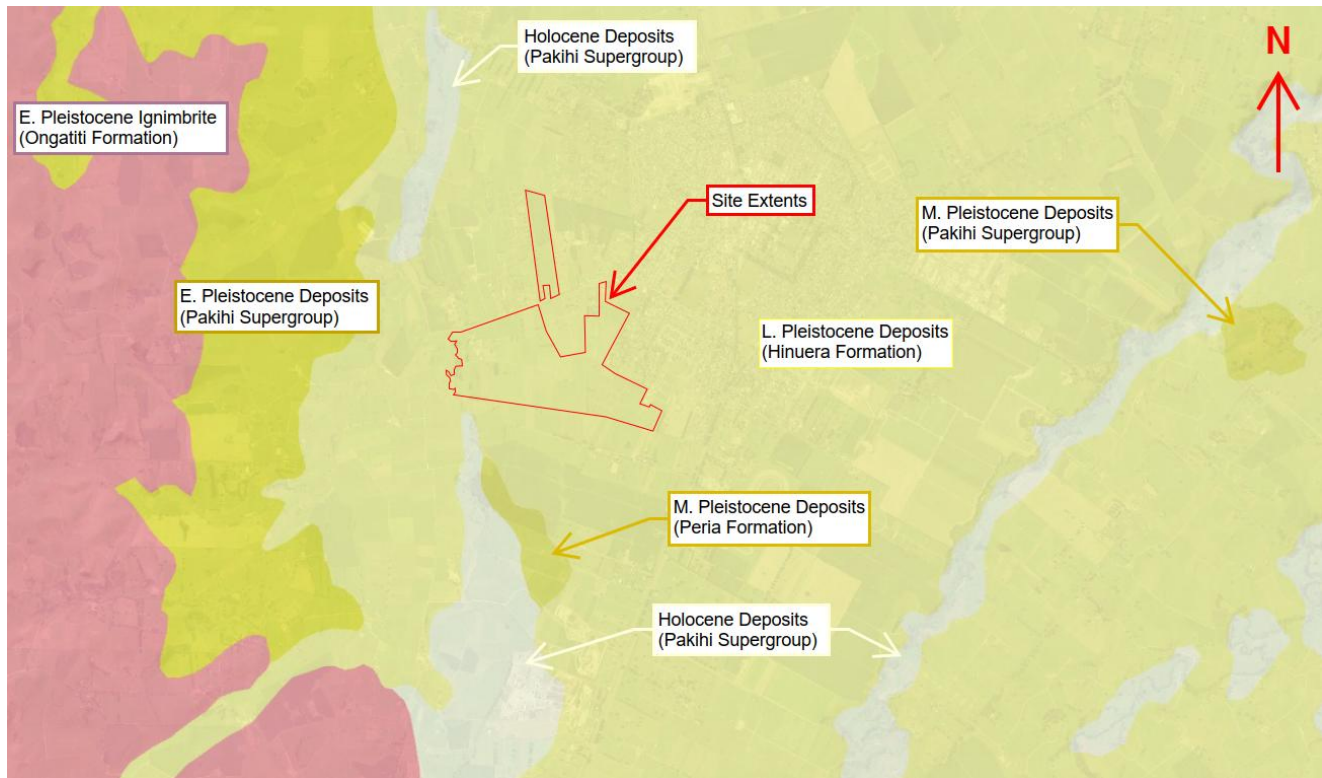 Holocene Deposits
(Pakihi Supergroup)
N
E. Pleistocene Ignimbrite
(Ongatiti Formation)
Site Extents
M. Pleistocene Deposits
(Pakihi Supergroup)
E. Pleistocene Deposits
(Pakihi Supergroup)
L. Pleistocene Deposits
(Hinuera Formation)
M. Pleistocene Deposits
(Peria Formation)
Holocene Deposits
(Pakihi Supergroup)